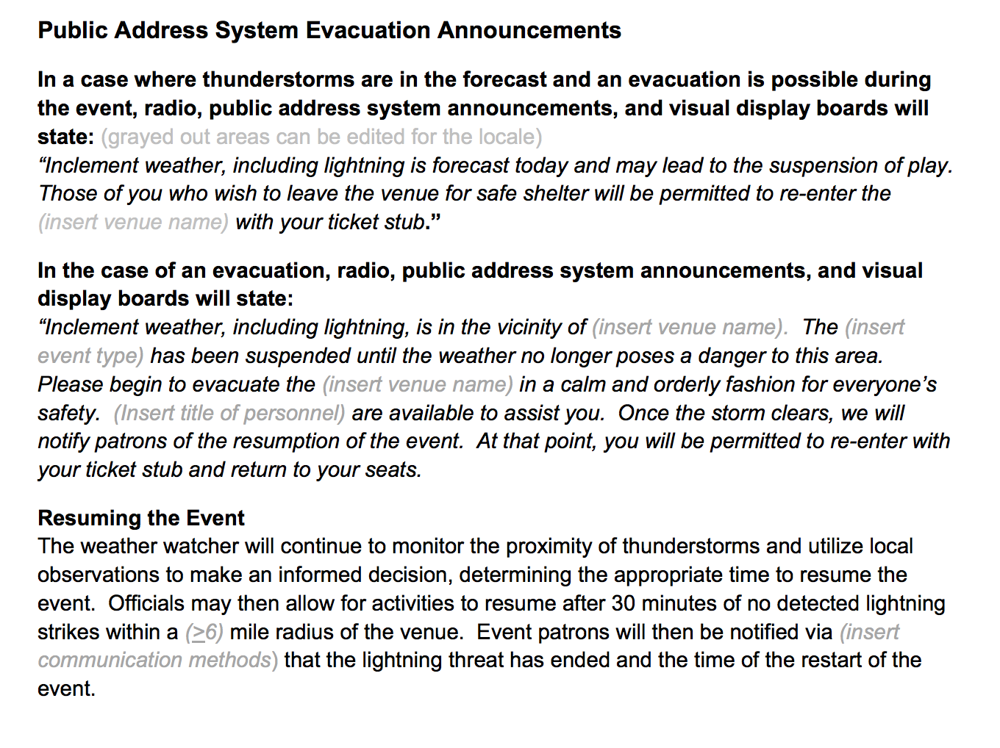 Public Address System Evacuation Announcements
In a case where thunderstorms are in the forecast and an evacuation is possible during
the event, radio, public address system announcements, and visual display boards will
state: (grayed out areas can be edited for the locale)
“Inclement weather, including lightning is forecast today and may lead to the suspension of play.
Those of you who wish to leave the venue for safe shelter will be permitted to re-enter the
(insert venue name) with your ticket stub.”
In the case of an evacuation, radio, public address system announcements, and visual
display boards will state:
“Inclement weather, including lightning, is in the vicinity of (insert venue name).  The (insert
event type) has been suspended until the weather no longer poses a danger to this area.
Please begin to evacuate the (insert venue name) in a calm and orderly fashion for everyone’s
safety.  (Insert title of personnel) are available to assist you.  Once the storm clears, we will
notify patrons of the resumption of the event.  At that point, you will be permitted to re-enter with
your ticket stub and return to your seats.
Resuming the Event
The weather watcher will continue to monitor the proximity of thunderstorms and utilize local
observations to make an informed decision, determining the appropriate time to resume the
event.  Officials may then allow for activities to resume after 30 minutes of no detected lightning
strikes within a (≥6) mile radius of the venue.  Event patrons will then be notified via (insert
communication methods) that the lightning threat has ended and the time of the restart of the
event.